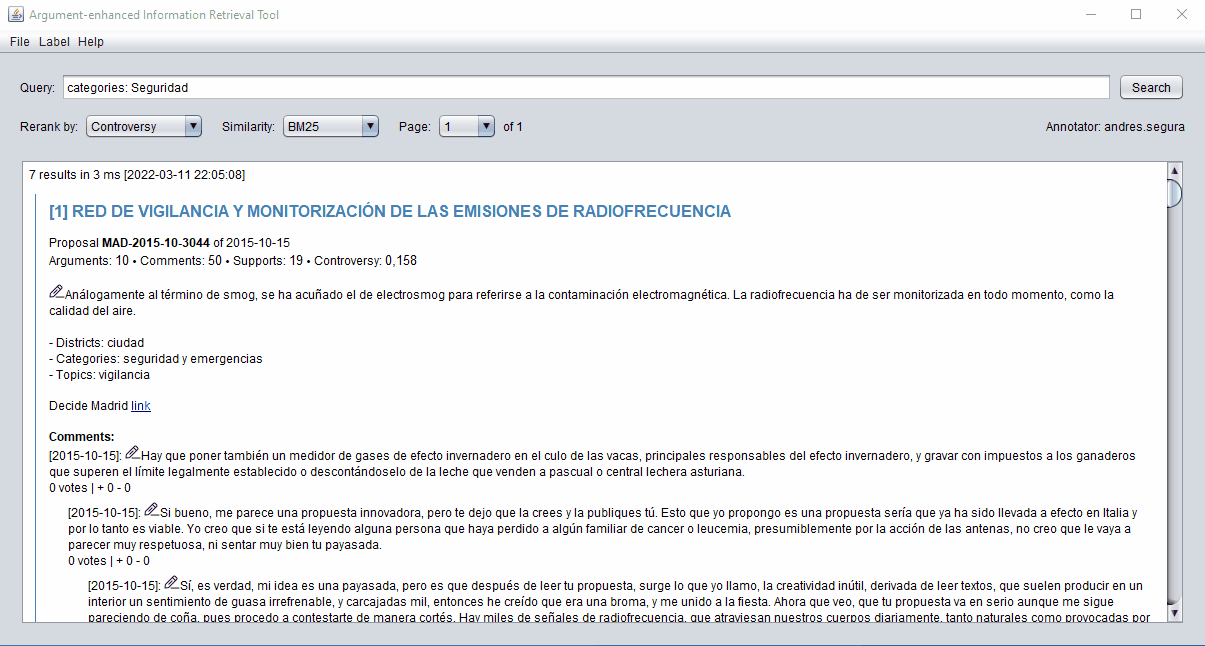 Argument-enhanced Information Retrieval Tool
File Label Help
Query: categories: Seguridad Search
Rerank by: Controversy Similarity: BM25 Page: 1 of 1 Annotator: andres.segura
7 results in 3 ms [2022-03-11 22:05:08]
[1] RED DE VIGILANCIA Y MONITORIZACIÓN DE LAS EMISIONES DE RADIOFRECUENCIA
Proposal MAD-2015-10-3044 of 2015-10-15
Arguments: 10 • Comments: 50 • Supports: 19 • Controversy: 0,158
Análogamente al término de smog, se ha acuñado el de electrosmog para referirse a la contaminación electromagnética. La radiofrecuencia ha de ser monitorizada en todo momento, como la
calidad del aire.
- Districts: ciudad
- Categories: seguridad y emergencias
- Topics: vigilancia
Decide Madrid link
Comments:
[2015-10-15]: Hay que poner también un medidor de gases de efecto invernadero en el culo de las vacas, principales responsables del efecto invernadero, y gravar con impuestos a los ganaderos
que superen el límite legalmente establecido o descontándoselo de la leche que venden a pascual o central lechera asturiana.
0 votes | + 0 - 0
[2015-10-15]: Si bueno, me parece una propuesta innovadora, pero te dejo que la crees y la publiques tú. Esto que yo propongo es una propuesta sería que ya ha sido llevada a efecto en Italia y
por lo tanto es viable. Yo creo que si te está leyendo alguna persona que haya perdido a algún familiar de cancer o leucemia, presumiblemente por la acción de las antenas, no creo que le vaya a
parecer muy respetuosa, ni sentar muy bien tu payasada.
0 votes | + 0 - 0
[2015-10-15]: Sí, es verdad, mi idea es una payasada, pero es que después de leer tu propuesta, surge lo que yo llamo, la creatividad inútil, derivada de leer textos, que suelen producir en un
interior un sentimiento de guasa irrefrenable, y carcajadas mil, entonces he creído que era una broma, y me unido a la fiesta. Ahora que veo, que tu propuesta va en serio aunque me sigue
pareciendo de coña, pues procedo a contestarte de manera cortés. Hay miles de señales de radiofrecuencia, que atraviesan nuestros cuerpos diariamente, tanto naturales como provocadas por